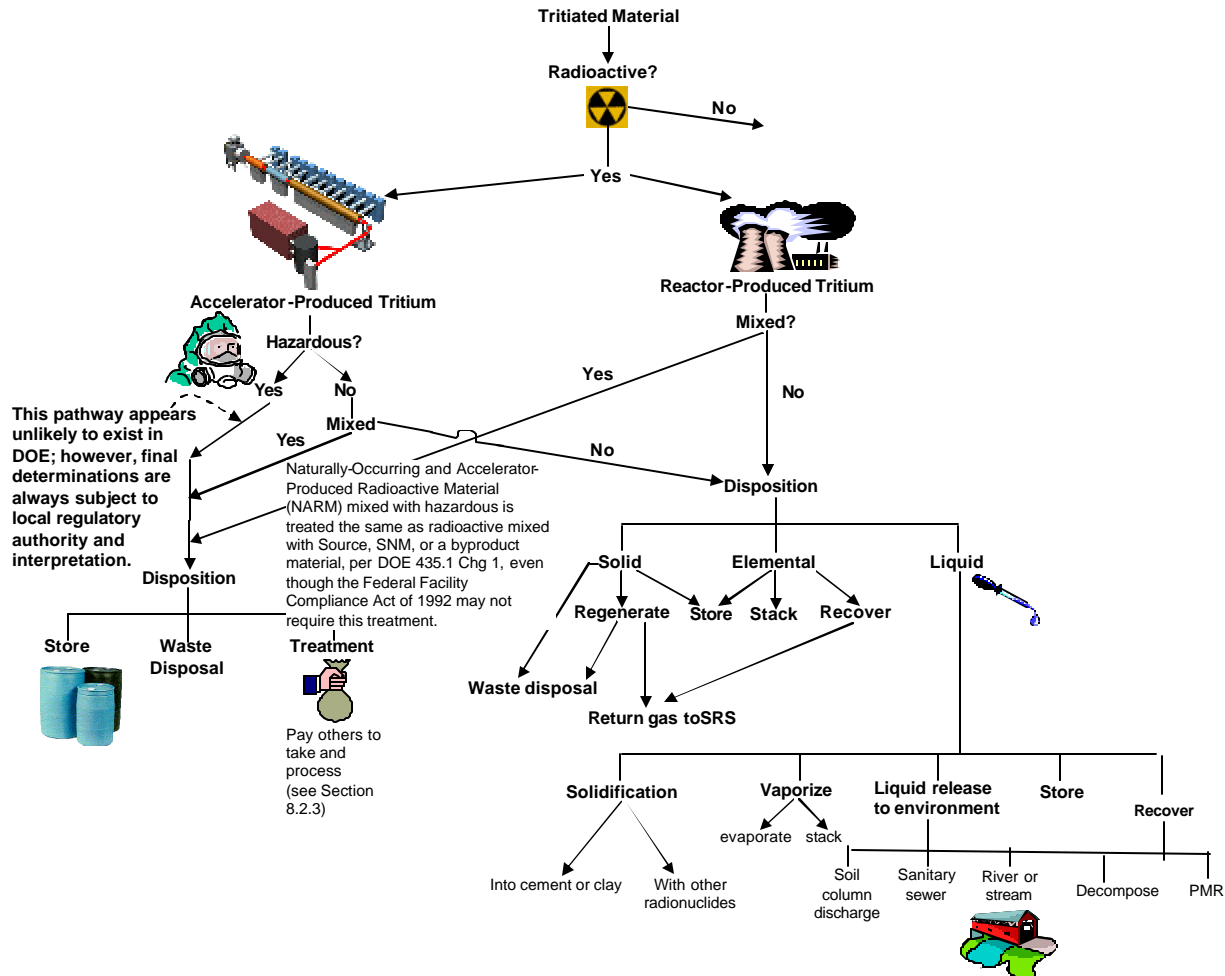 Tritiated Material
Radioactive?
No
Yes
Accelerator-Produced Tritium
Reactor-Produced Tritium
Hazardous?
Mixed?
Yes
No
Yes
No
This pathway appears
unlikely to exist in
DOE; however, final
determinations are
always subject to
local regulatory
authority and
interpretation.
Mixed
Yes
No
Naturally-Occurring and Accelerator-
Produced Radioactive Material
(NARM) mixed with hazardous is
treated the same as radioactive mixed
with Source, SNM, or a byproduct
material, per DOE 435.1 Chg 1, even
though the Federal Facility
Compliance Act of 1992 may not
require this treatment.
Disposition
Disposition
Store
Waste
Disposal
Treatment
Pay others to
take and
process
(see Section
8.2.3)
Solid
Elemental
Liquid
Regenerate
Store
Stack
Recover
Waste disposal
Return gas toSRS
Solidification
Vaporize
Liquid release
to environment
Store
Recover
evaporate
stack
Into cement or clay
With other
radionuclides
Soil
column
discharge
Sanitary
sewer
River or
stream
Decompose
PMR